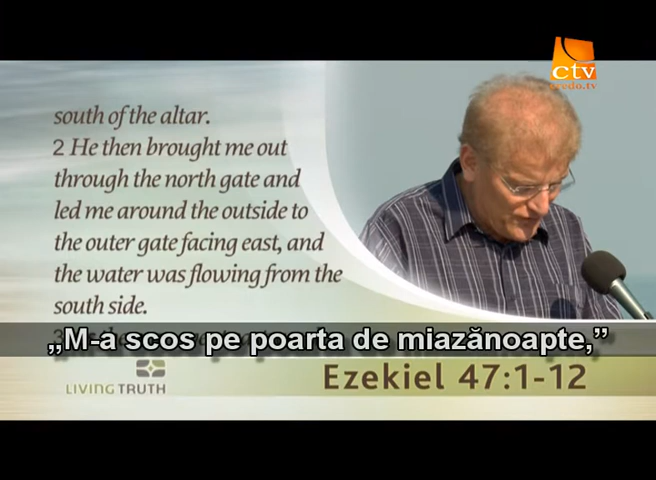 ctv
credo.tv
south of the altar.
2 He then brought me out
through the north gate and
led me around the outside to
the outer gate facing east, and
the water was flowing from the
south side.
„M-a scos pe poarta de miazănoapte,”
LIVING TRUTH
Ezekiel 47:1-12